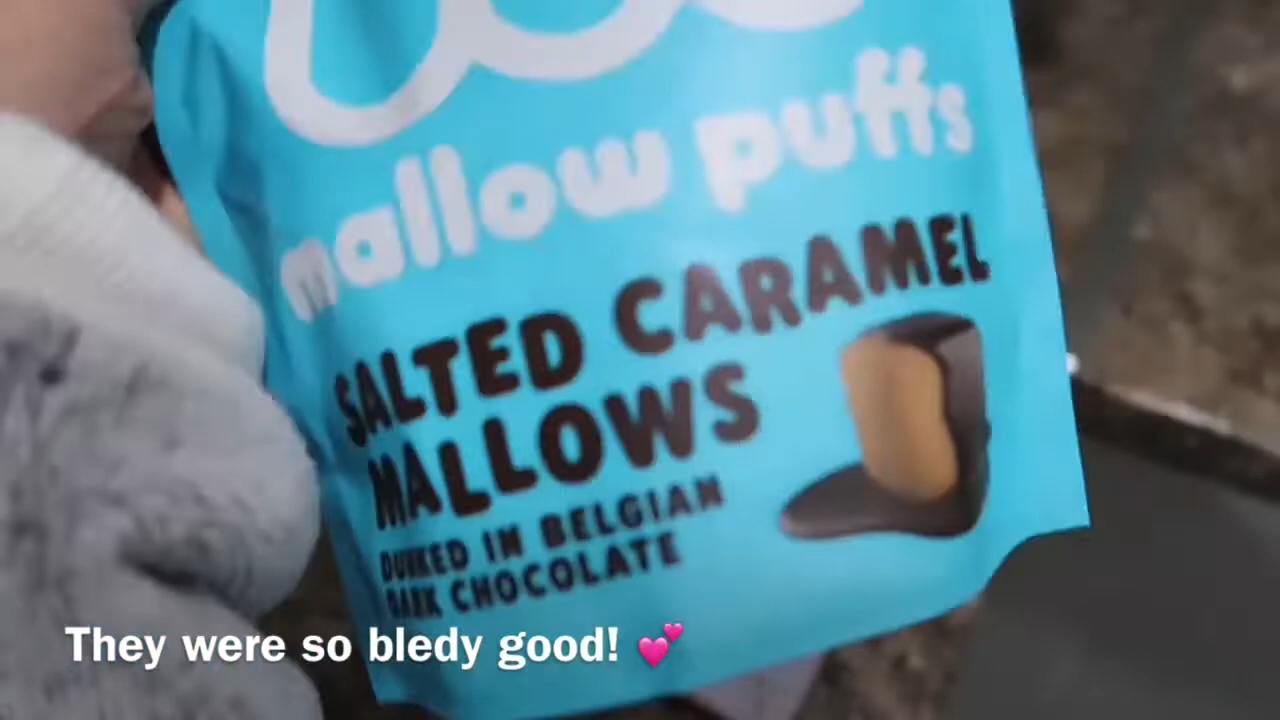 mallow puffs
SALTED CARAMEL
MALLOWS
DUNKED IN BELGIAN
DARK CHOCOLATE
They were so bledy good! 💕